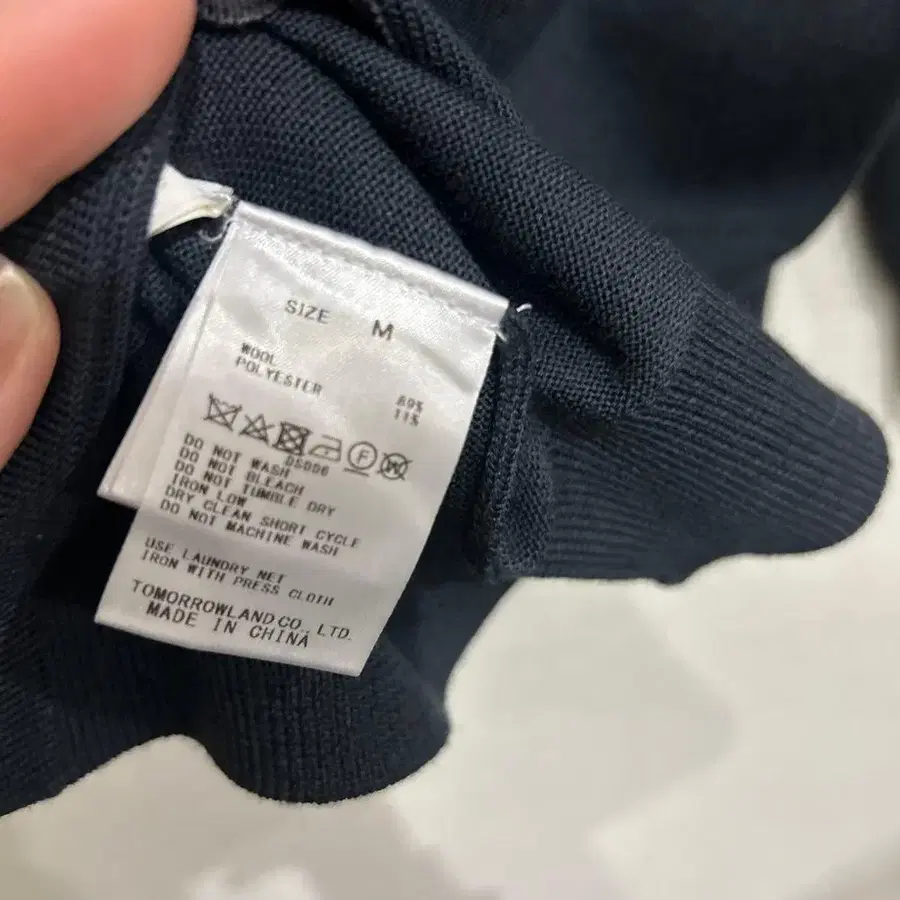 SIZE M
WOOL 89%
POLYESTER 11%
F W
DS006
DO NOT WASH
DO NOT BLEACH
DO NOT TUMBLE DRY
IRON LOW
DRY CLEAN SHORT CYCLE
DO NOT MACHINE WASH
USE LAUNDRY NET
IRON WITH PRESS CLOTH
TOMORROWLAND CO., LTD.
MADE IN CHINA